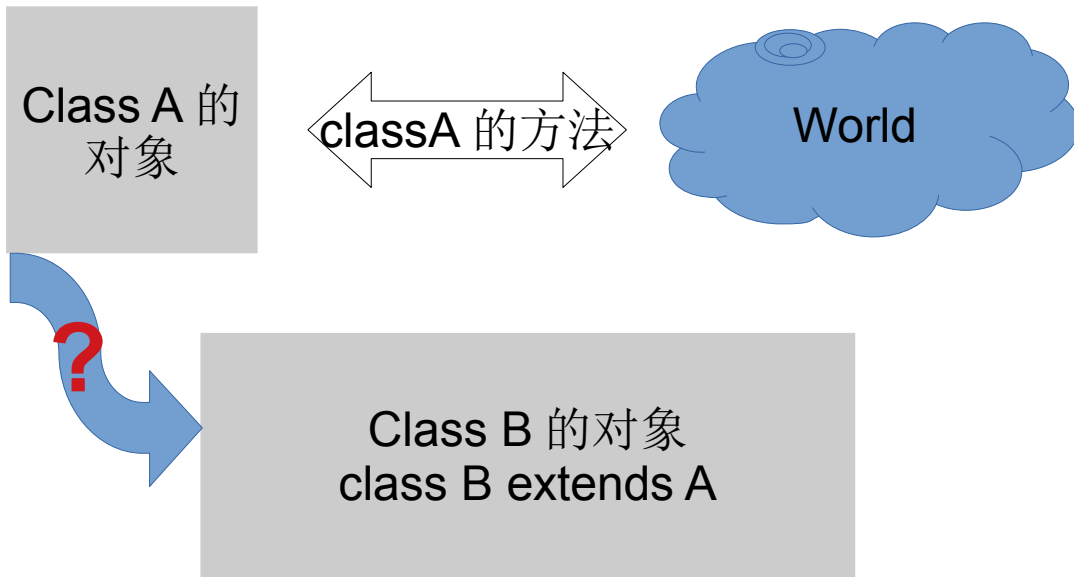 Class A 的
对象
classA 的方法
World
?
Class B 的对象
class B extends A